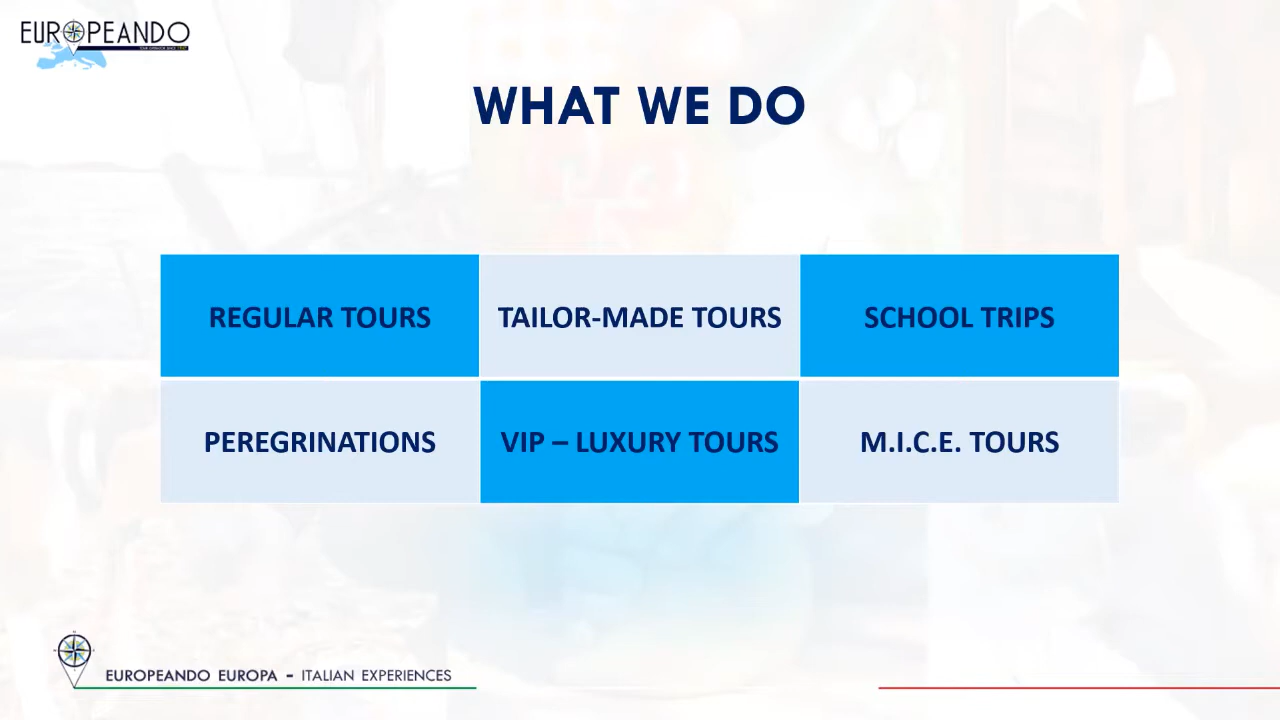 EUROPEANDO
WHAT WE DO
REGULAR TOURS
TAILOR-MADE TOURS
SCHOOL TRIPS
PEREGRINATIONS
VIP – LUXURY TOURS
M.I.C.E. TOURS
EUROPEANDO EUROPA – ITALIAN EXPERIENCES